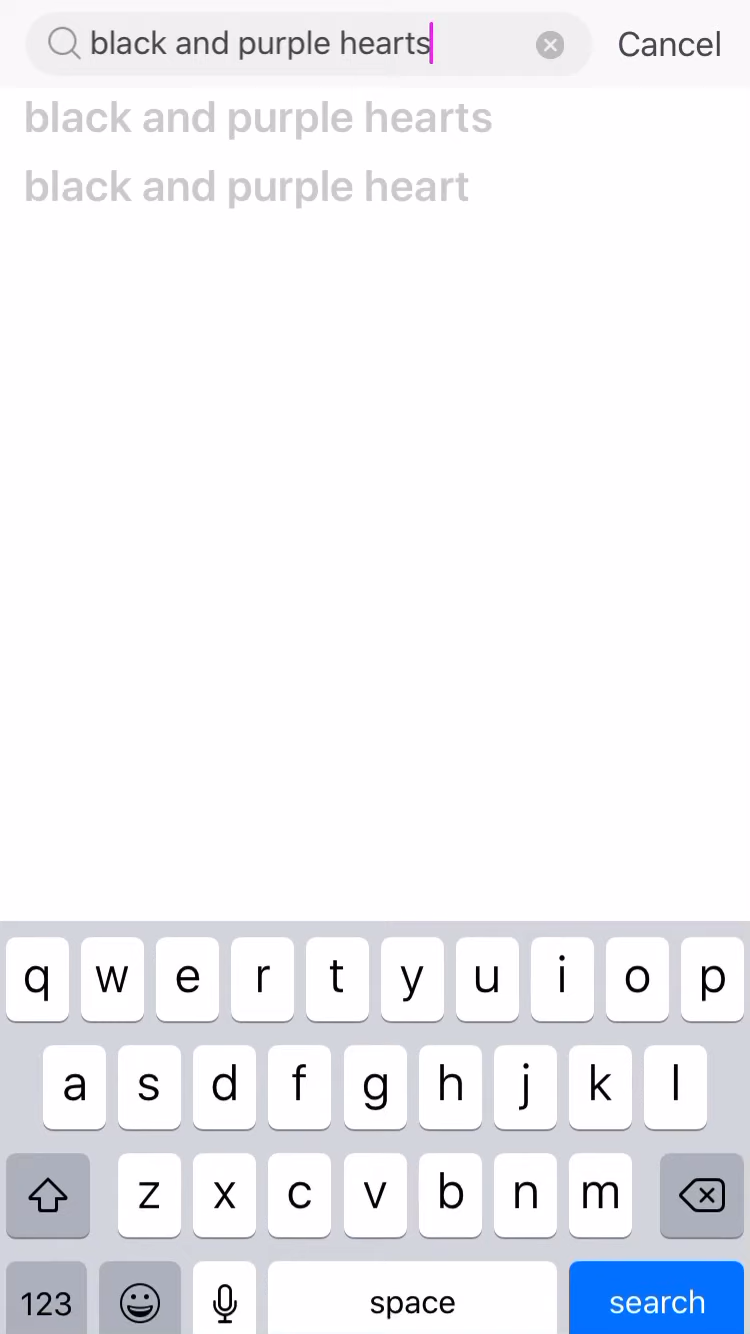 black and purple hearts Cancel
black and purple hearts
black and purple heart
q w e r t y u i o p
a s d f g h j k l
z x c v b n m
123 space search